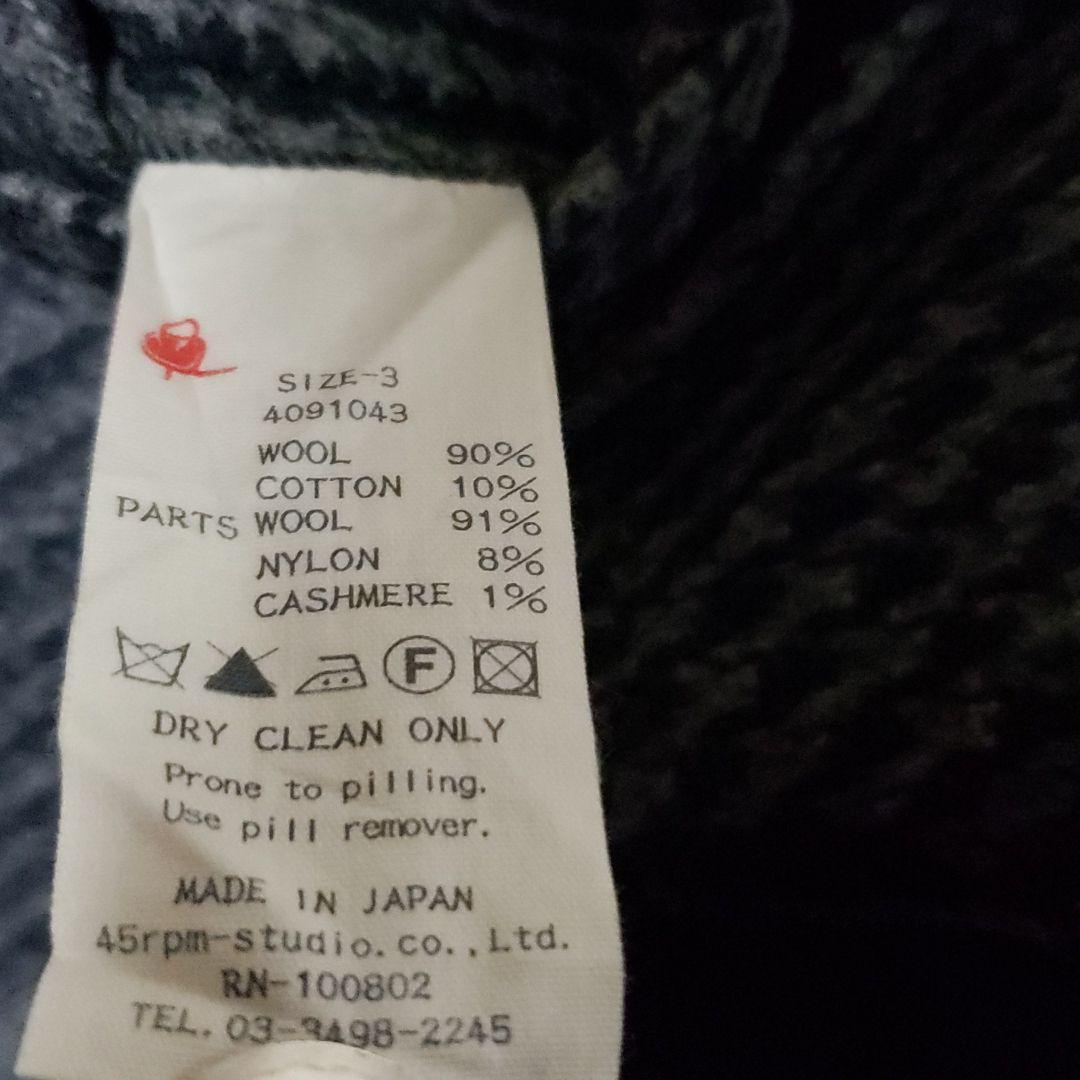 SIZE-3
4091043
WOOL 90%
COTTON 10%
PARTS WOOL 91%
NYLON 8%
CASHMERE 1%
F
DRY CLEAN ONLY
Prone to pilling.
Use pill remover.
MADE IN JAPAN
45rpm-studio.co.,Ltd.
RN-100802
TEL. 03-3498-2245